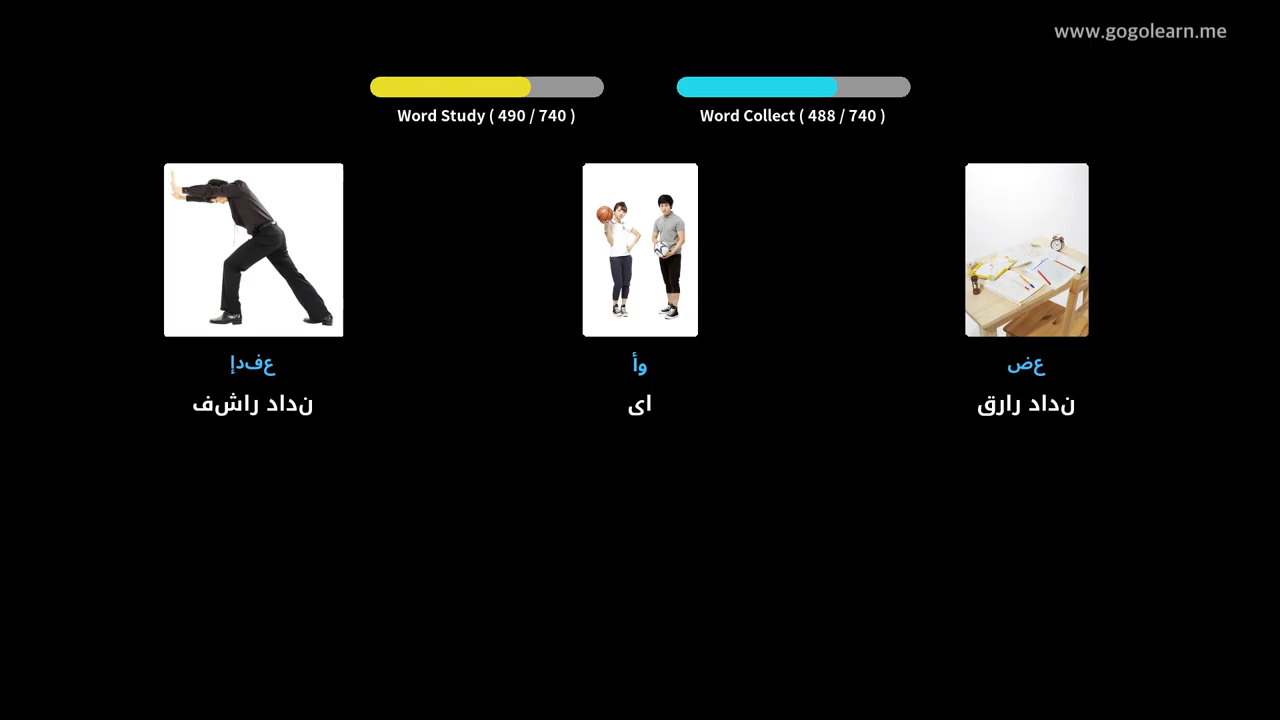 www.gogolearn.me
Word Study ( 490 / 740 )
Word Collect ( 488 / 740 )
عفدإ
نداد راشف
وأ
ای
عض
نداد رارق